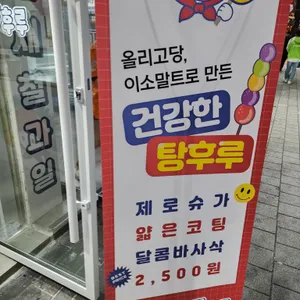 올리고당,
이소말트로 만든
건강한
탕후루
제로슈가
얇은코팅
달콤바사삭
2,500원
제철과일
후루